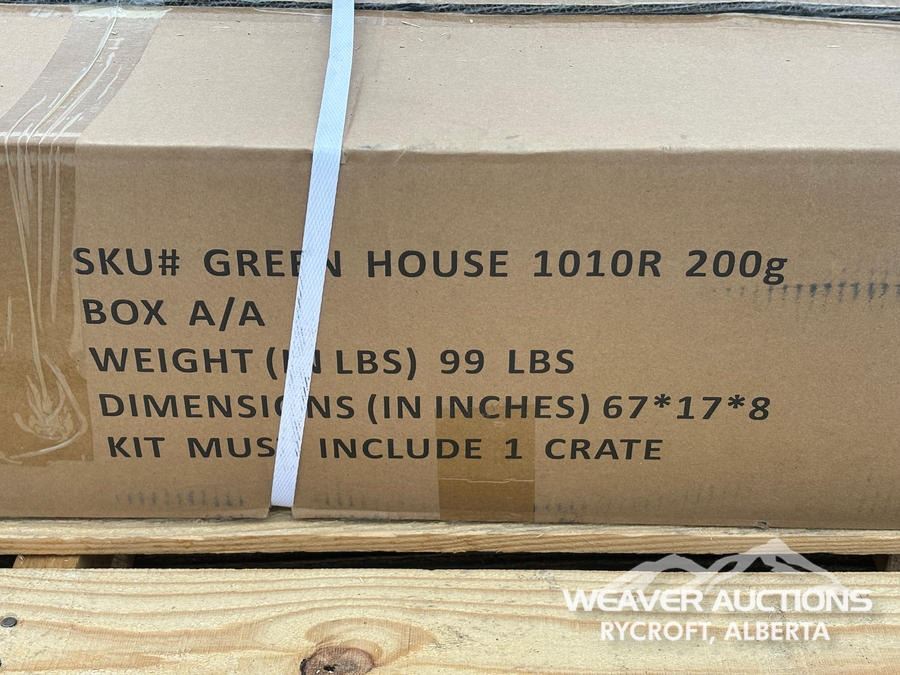 SKU# GREEN HOUSE 1010R 200g
BOX A/A
WEIGHT (IN LBS) 99 LBS
DIMENSIONS (IN INCHES) 67*17*8
KIT MUST INCLUDE 1 CRATE
WEAVER AUCTIONS
RYCROFT, ALBERTA